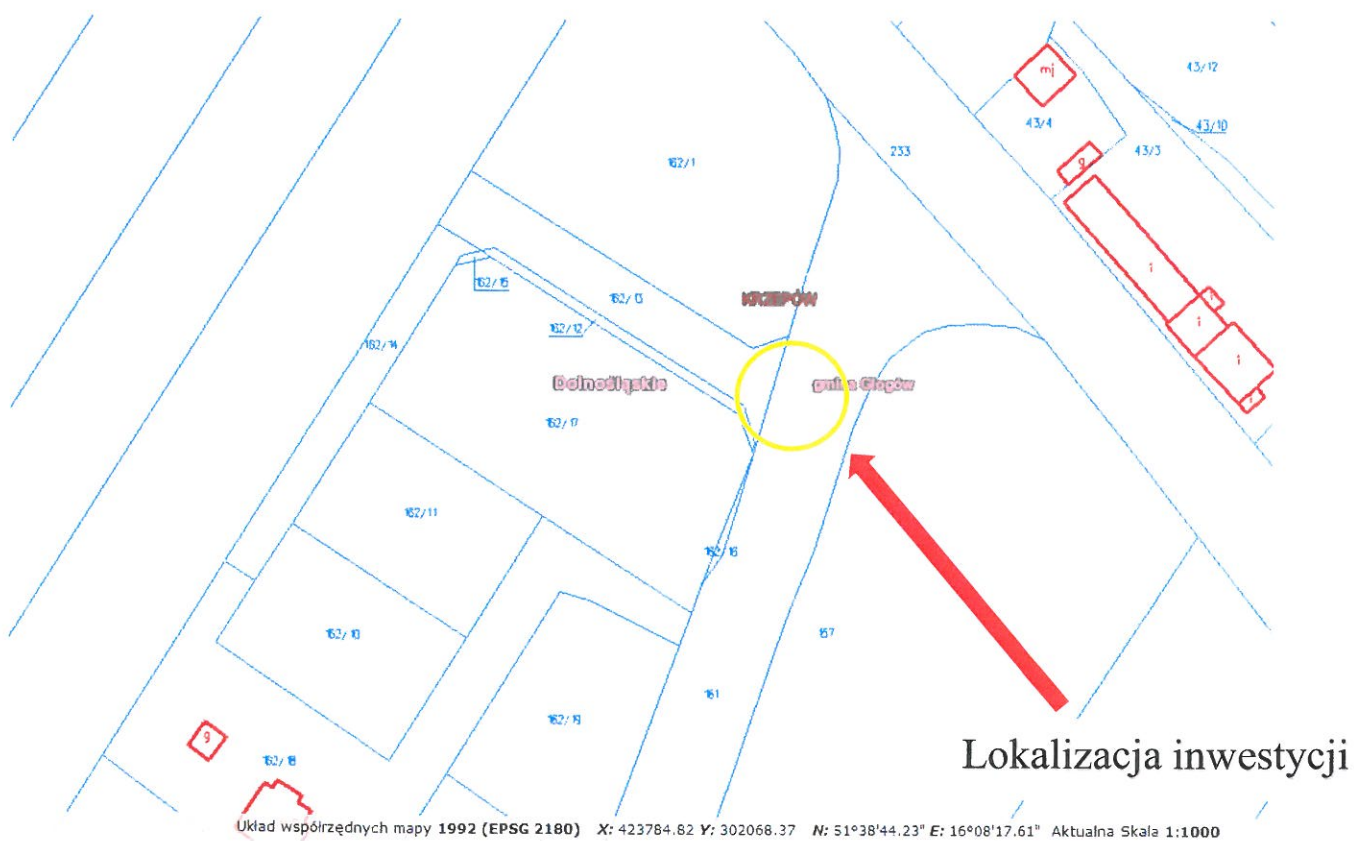 43/12
mj
43/10
43/4
233
43/3
g
162/1
i
162/15
162/13
KRZEPÓW
i
162/12
i
162/14
i
Dolnośląskie
gmina Głogów
i
162/17
162/11
162/16
162/10
157
161
162/19
g
162/18
Lokalizacja inwestycji
Układ współrzędnych mapy 1992 (EPSG 2180) X: 423784.82 Y: 302068.37 N: 51°38'44.23" E: 16°08'17.61" Aktualna Skala 1:1000